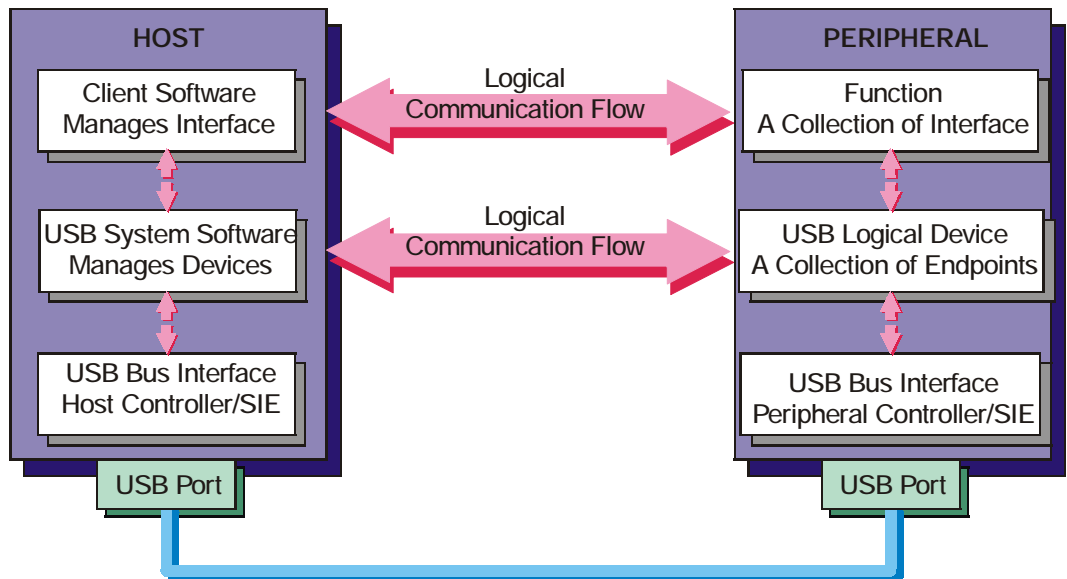 HOST
Client Software
Manages Interface
USB System Software
Manages Devices
USB Bus Interface
Host Controller/SIE
USB Port
Logical
Communication Flow
Logical
Communication Flow
PERIPHERAL
Function
A Collection of Interface
USB Logical Device
A Collection of Endpoints
USB Bus Interface
Peripheral Controller/SIE
USB Port